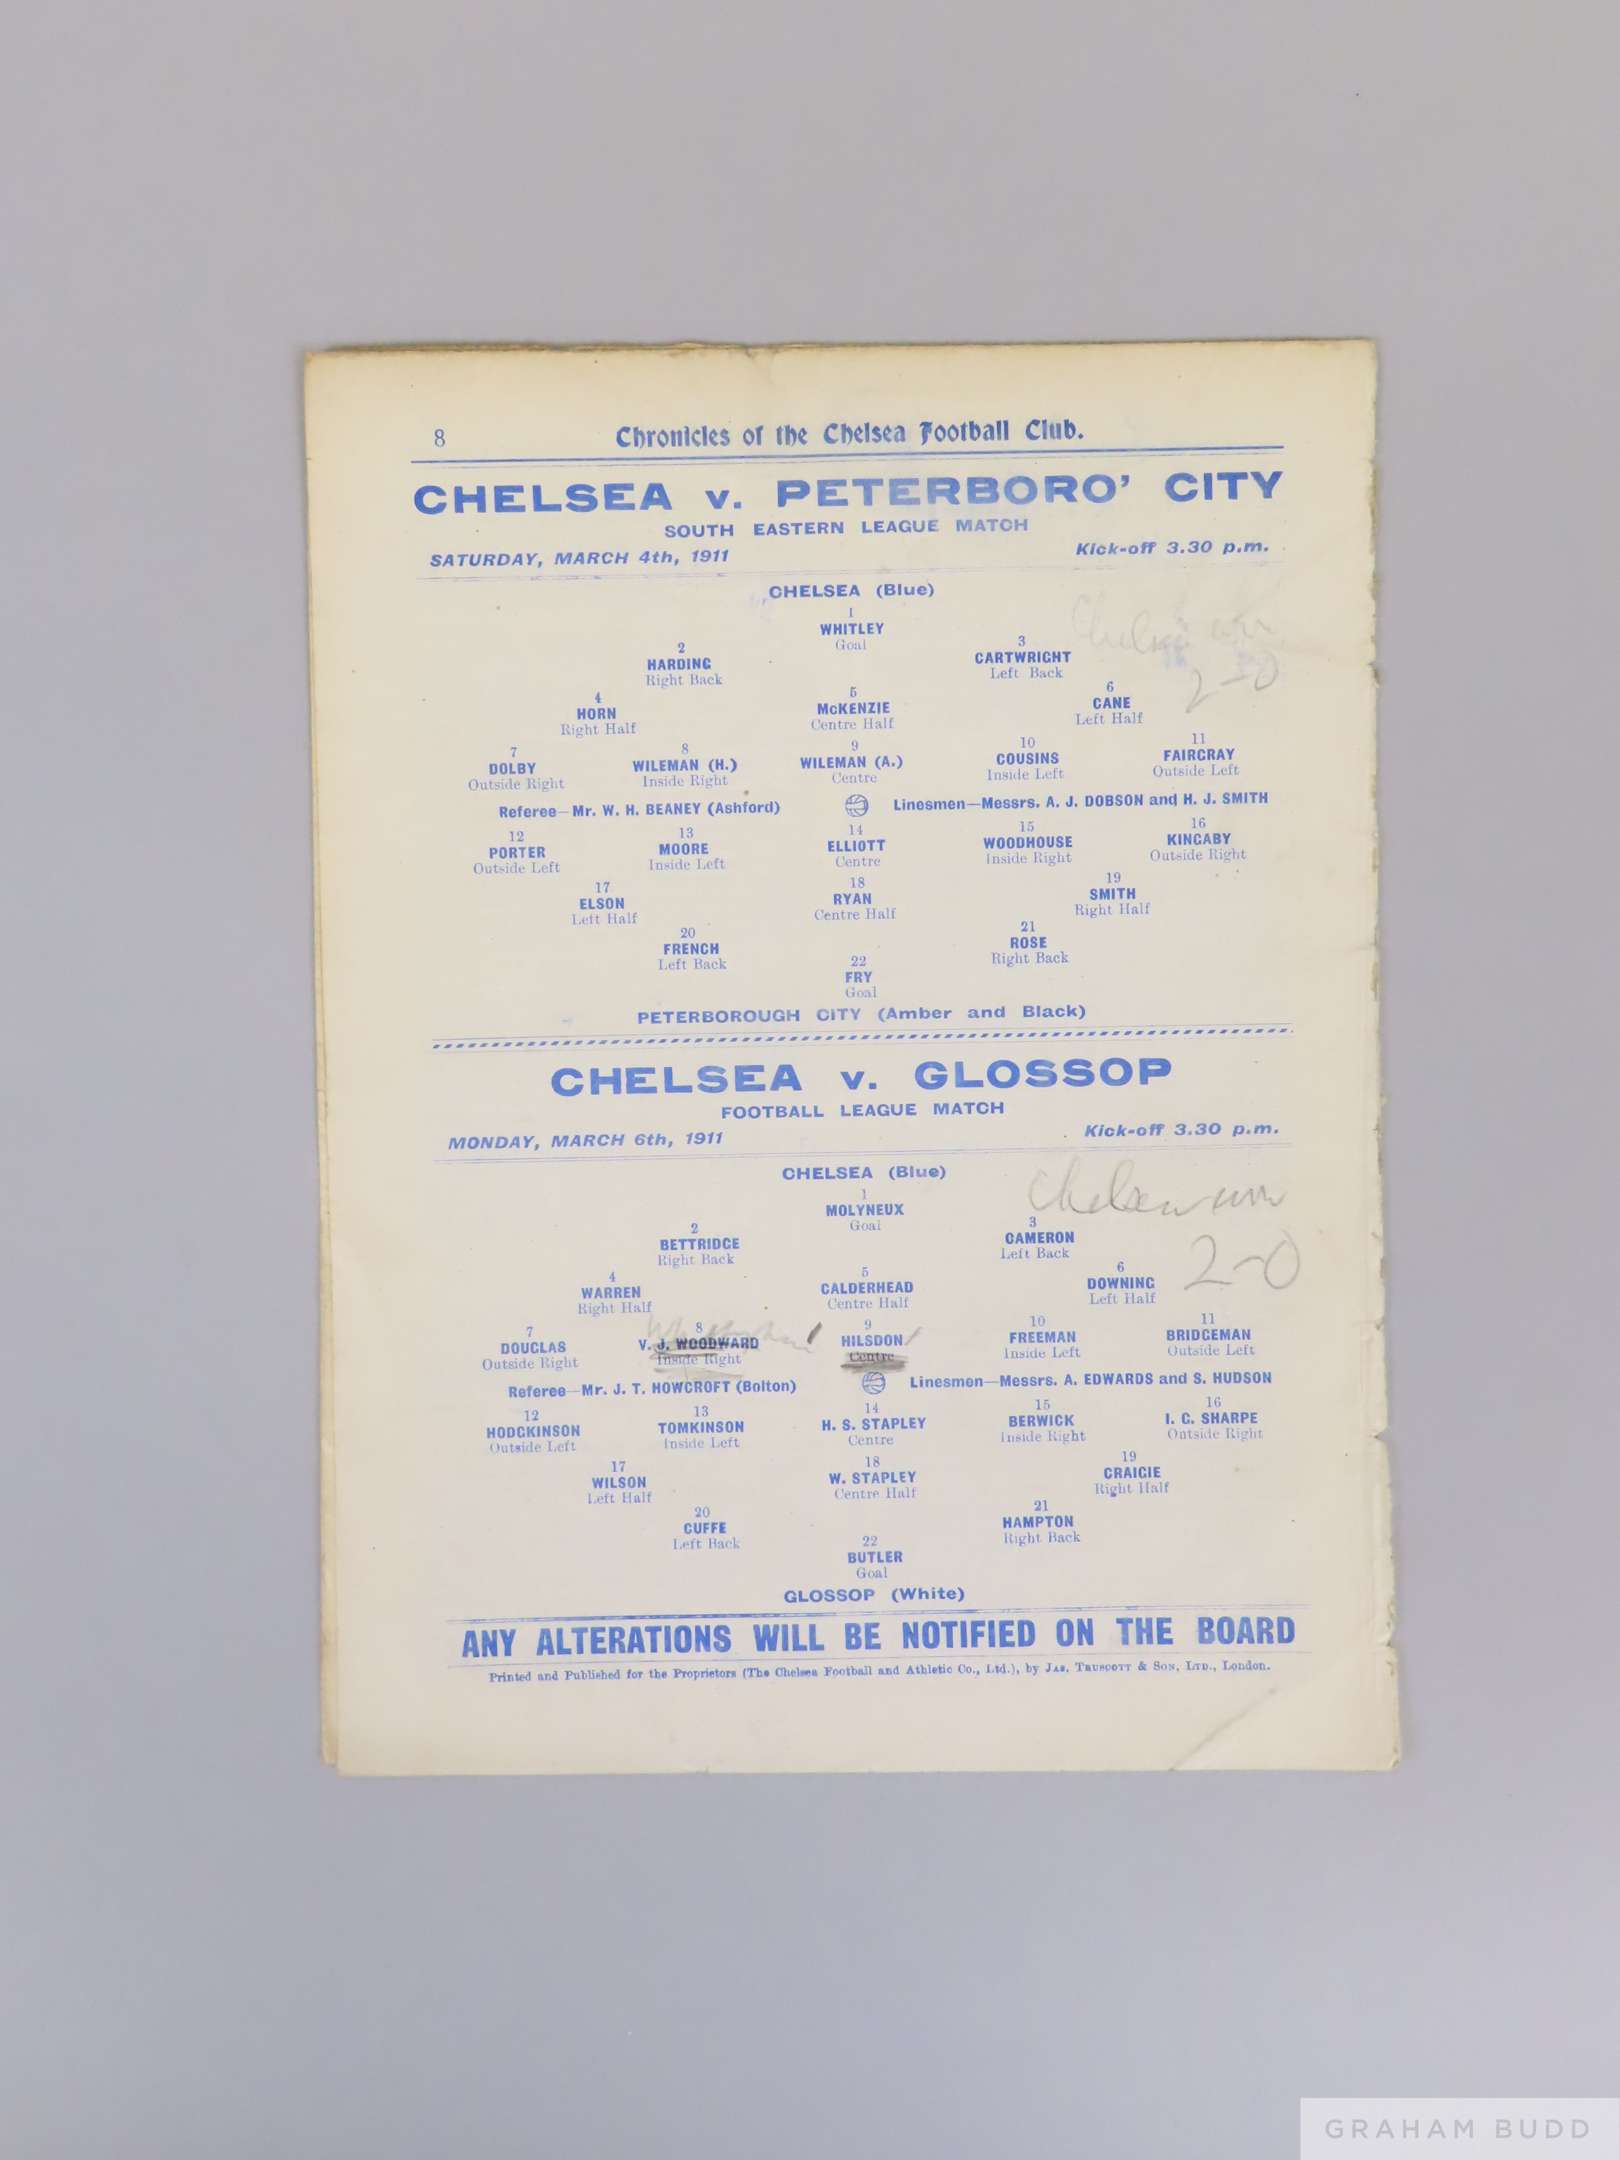 8 Chronicles of the Chelsea Football Club.
CHELSEA v. PETERBORO' CITY
SOUTH EASTERN LEAGUE MATCH
SATURDAY, MARCH 4th, 1911 Kick-off 3.30 p.m.
CHELSEA (Blue)
Chelsea win
1
WHITLEY
Goal
2 3
HARDING CARTWRIGHT
Right Back Left Back
2-0
4 5 6
HORN McKENZIE CANE
Right Half Centre Half Left Half
7 8 9 10 11
DOLBY WILEMAN (H.) WILEMAN (A.) COUSINS FAIRGRAY
Outside Right Inside Right Centre Inside Left Outside Left
Referee—Mr. W. H. BEANEY (Ashford) Linesmen—Messrs. A. J. DOBSON and H. J. SMITH
12 13 14 15 16
PORTER MOORE ELLIOTT WOODHOUSE KINGABY
Outside Left Inside Left Centre Inside Right Outside Right
17 18 19
ELSON RYAN SMITH
Left Half Centre Half Right Half
20 21
FRENCH ROSE
Left Back Right Back
22
FRY
Goal
PETERBOROUGH CITY (Amber and Black)
CHELSEA v. GLOSSOP
FOOTBALL LEAGUE MATCH
MONDAY, MARCH 6th, 1911 Kick-off 3.30 p.m.
CHELSEA (Blue)
Chelsea win
1
MOLYNEUX
Goal
2 3
BETTRIDGE CAMERON
Right Back Left Back
2-0
4 5 6
WARREN CALDERHEAD DOWNING
Right Half Centre Half Left Half
7 8 9 10 11
DOUGLAS V. J. WOODWARD HILSDON FREEMAN BRIDGEMAN
Outside Right Inside Right Centre Inside Left Outside Left
Referee—Mr. J. T. HOWCROFT (Bolton) Linesmen—Messrs. A. EDWARDS and S. HUDSON
12 13 14 15 16
HODGKINSON TOMKINSON H. S. STAPLEY BERWICK I. G. SHARPE
Outside Left Inside Left Centre Inside Right Outside Right
17 18 19
WILSON W. STAPLEY CRAIGIE
Left Half Centre Half Right Half
20 21
CUFFE HAMPTON
Left Back Right Back
22
BUTLER
Goal
GLOSSOP (White)
ANY ALTERATIONS WILL BE NOTIFIED ON THE BOARD
Printed and Published for the Proprietors (The Chelsea Football and Athletic Co., Ltd.), by JAS. TRUSCOTT & SON, LTD., London.
GRAHAM BUDD